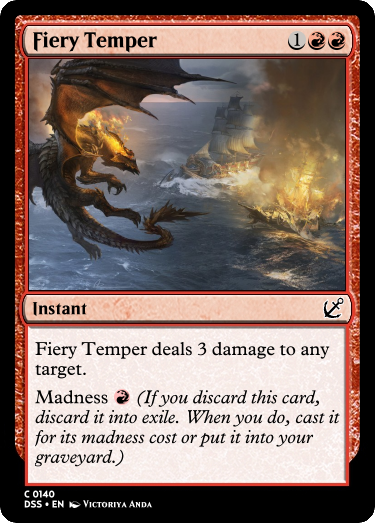 Fiery Temper 1
Instant
Fiery Temper deals 3 damage to any
target.
Madness (If you discard this card,
discard it into exile. When you do, cast it
for its madness cost or put it into your
graveyard.)
C 0140
DSS • EN Victoriya Anda